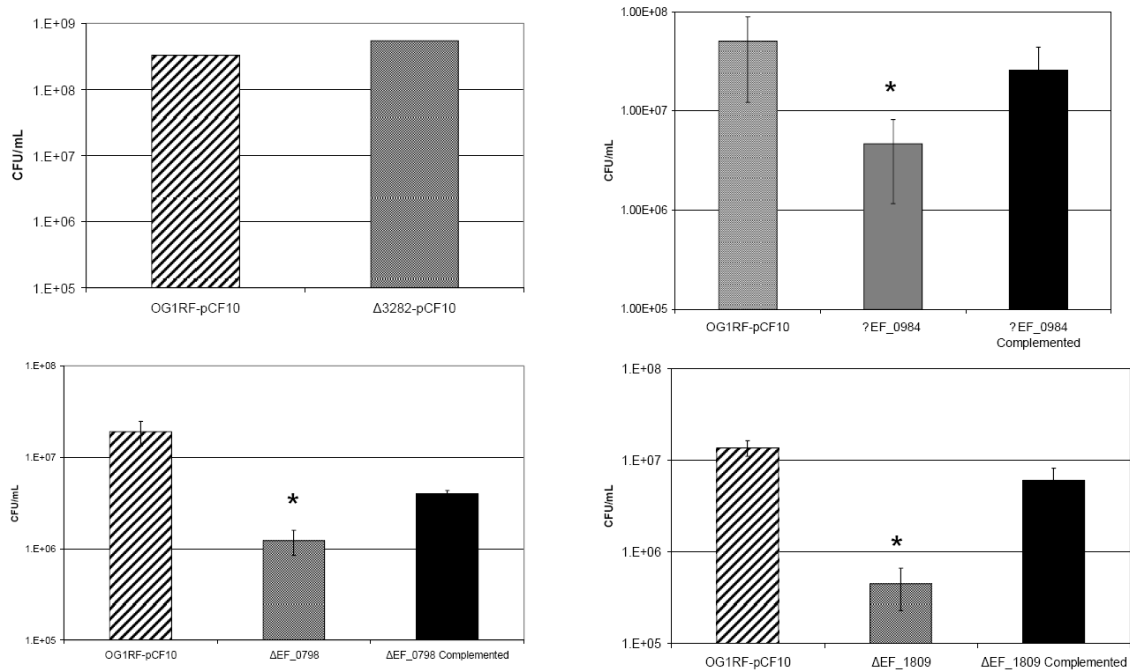 1.E+09
1.E+08
1.E+07
1.E+06
1.E+05
CFU/mL
OG1RF-pCF10
Δ3282-pCF10
1.00E+08
1.00E+07
1.00E+06
1.00E+05
CFU/mL
*
OG1RF-pCF10
?EF_0984
?EF_0984
Complemented
1.E+08
1.E+07
1.E+06
1.E+05
CFU/mL
*
OG1RF-pCF10
ΔEF_0798
ΔEF_0798 Complemented
1.E+08
1.E+07
1.E+06
1.E+05
CFU/mL
*
OG1RF-pCF10
ΔEF_1809
ΔEF_1809 Complemented